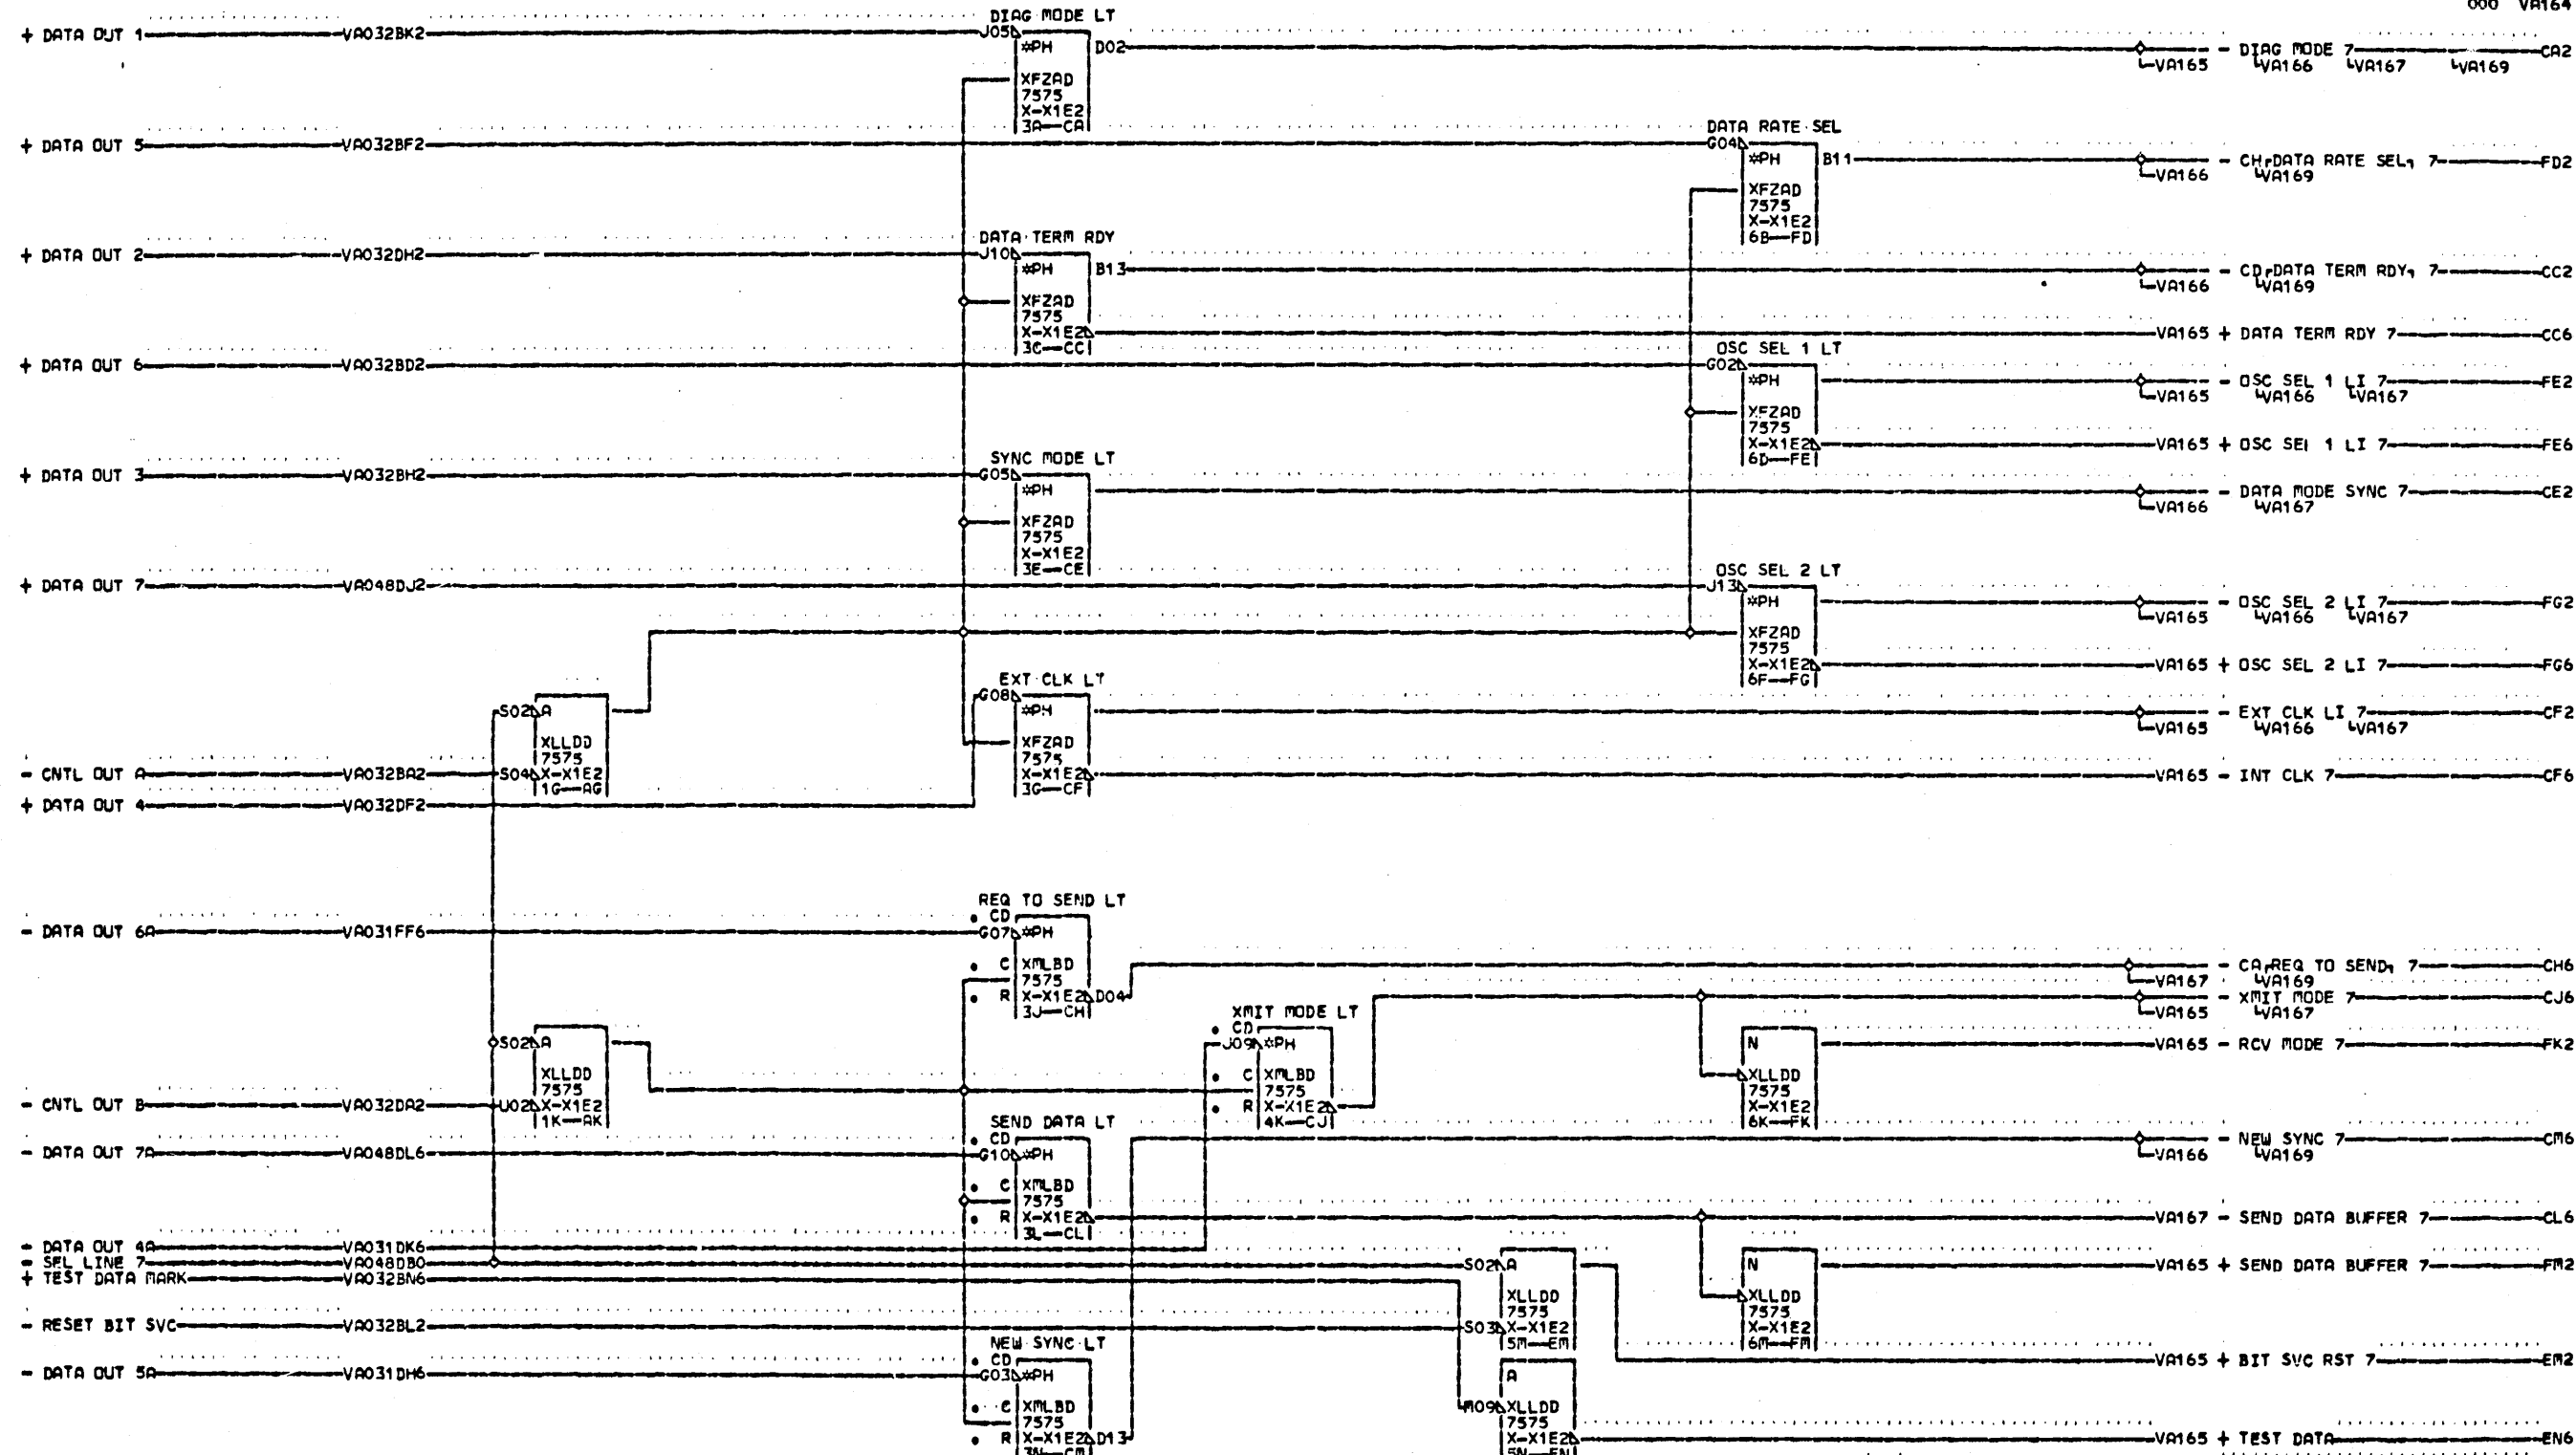 000 VA164
DIAG MODE LT
+ DATA OUT 1 VA032BK2 J05 *PH D02 - DIAG MODE 7 CA2
VA165 VA166 VA167 VA169
XFZAD
7575
X-X1E2
3A CA
DATA RATE SEL
+ DATA OUT 5 VA032BF2 G04 *PH B11 - CH DATA RATE SEL 7 FD2
VA166 VA169
XFZAD
7575
X-X1E2
6B FD
DATA TERM RDY
+ DATA OUT 2 VA032DH2 J10 *PH B13 - CD DATA TERM RDY 7 CC2
VA166 VA169
XFZAD
7575
X-X1E2 VA165 + DATA TERM RDY 7 CC6
3C CC
OSC SEL 1 LT
+ DATA OUT 6 VA032BD2 G02 *PH - OSC SEL 1 LI 7 FE2
VA165 VA166 VA167
XFZAD
7575
X-X1E2 VA165 + OSC SEL 1 LI 7 FE6
6D FE
SYNC MODE LT
+ DATA OUT 3 VA032BH2 G05 *PH - DATA MODE SYNC 7 CE2
VA166 VA167
XFZAD
7575
X-X1E2
3E CE
OSC SEL 2 LT
+ DATA OUT 7 VA048DJ2 J13 *PH - OSC SEL 2 LI 7 FG2
VA165 VA166 VA167
XFZAD
7575
X-X1E2 VA165 + OSC SEL 2 LI 7 FG6
6F FG
EXT CLK LT
G08 *PH - EXT CLK LI 7 CF2
VA165 VA166 VA167
S02 A
XLLDD XFZAD
7575 7575
- CNTL OUT A VA032BA2 S04 X-X1E2 X-X1E2 VA165 - INT CLK 7 CF6
1G AG 3G CF
+ DATA OUT 4 VA032DF2
REQ TO SEND LT
CD
- DATA OUT 6A VA031FF6 G07 *PH
C XMLBD - CA REQ TO SEND 7 CH6
7575 VA167 VA169
R X-X1E2 D04 - XMIT MODE 7 CJ6
3J CH VA165 VA167
XMIT MODE LT
CD
S02 A J09 *PH N VA165 - RCV MODE 7 FK2
XLLDD C XMLBD XLLDD
7575 7575 7575
- CNTL OUT B VA032DA2 U02 X-X1E2 R X-X1E2 X-X1E2
1K AK 4K CJ 6K FK
SEND DATA LT
CD - NEW SYNC 7 CM6
- DATA OUT 7A VA048DL6 G10 *PH VA166 VA169
C XMLBD
7575
R X-X1E2 VA167 - SEND DATA BUFFER 7 CL6
3L CL
- DATA OUT 4A VA031DK6
- SEL LINE 7 VA048DB0 S02 A N VA165 + SEND DATA BUFFER 7 FM2
+ TEST DATA MARK VA032BN6
XLLDD XLLDD
7575 7575
- RESET BIT SVC VA032BL2 S03 X-X1E2 X-X1E2
5M EM 6M FM
NEW SYNC LT
CD VA165 + BIT SVC RST 7 EM2
- DATA OUT 5A VA031DH6 G03 *PH A
C XMLBD M09 XLLDD
7575 7575
R X-X1E2 D13 X-X1E2 VA165 + TEST DATA EN6
3N CM 5N EN